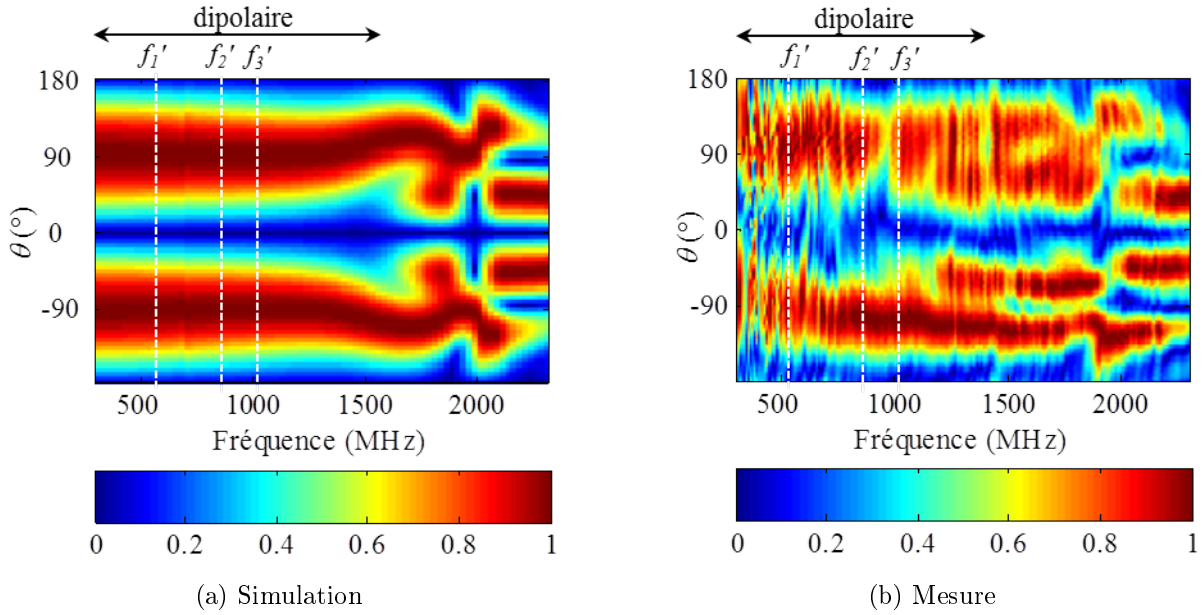 dipolaire
f1' f2' f3'
180
90
0
-90
θ(°)
500 1000 1500 2000
Fréquence (MHz)
0 0.2 0.4 0.6 0.8 1
(a) Simulation
dipolaire
f1' f2' f3'
180
90
0
-90
θ(°)
500 1000 1500 2000
Fréquence (MHz)
0 0.2 0.4 0.6 0.8 1
(b) Mesure